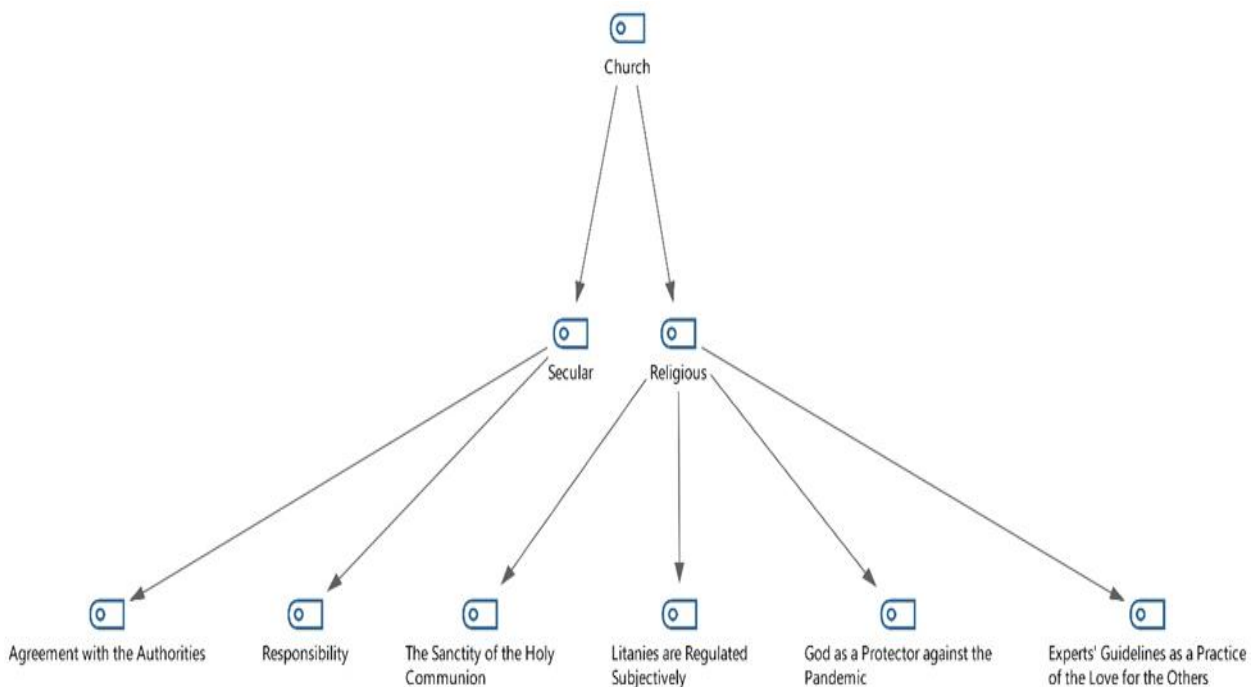 Church
Secular
Religious
Agreement with the Authorities
Responsibility
The Sanctity of the Holy
Communion
Litanies are Regulated
Subjectively
God as a Protector against the
Pandemic
Experts' Guidelines as a Practice
of the Love for the Others